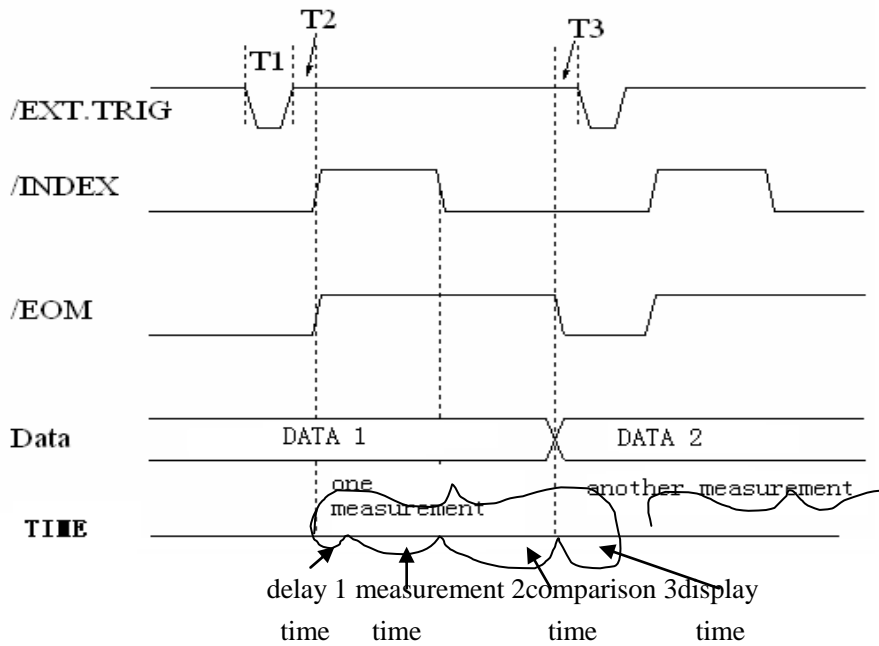 T2
T3
T1
/EXT.TRIG
/INDEX
/EOM
Data
DATA 1
DATA 2
one
another measurement
measurement
TIME
delay 1 measurement 2comparison 3display
time time time time